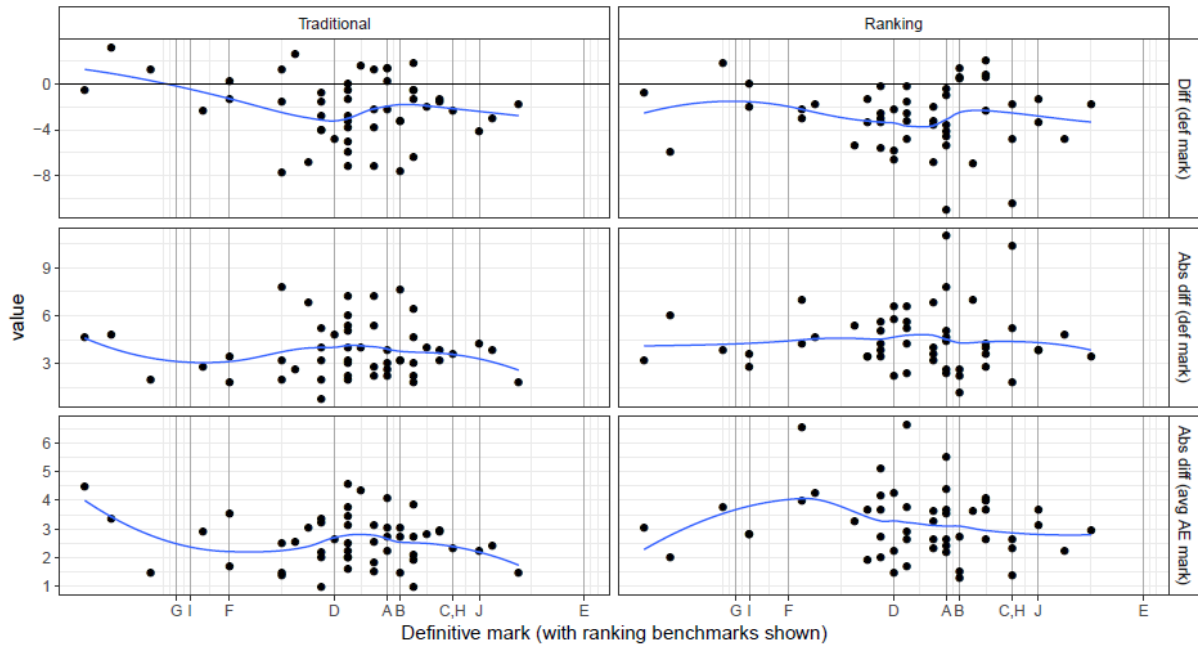 Traditional Ranking
0
−4
−8
Diff (def mark)
9
6
3
Abs diff (def mark)
value
6
5
4
3
2
1
Abs diff (avg AE mark)
G I F D A B C,H J E G I F D A B C,H J E
Definitive mark (with ranking benchmarks shown)